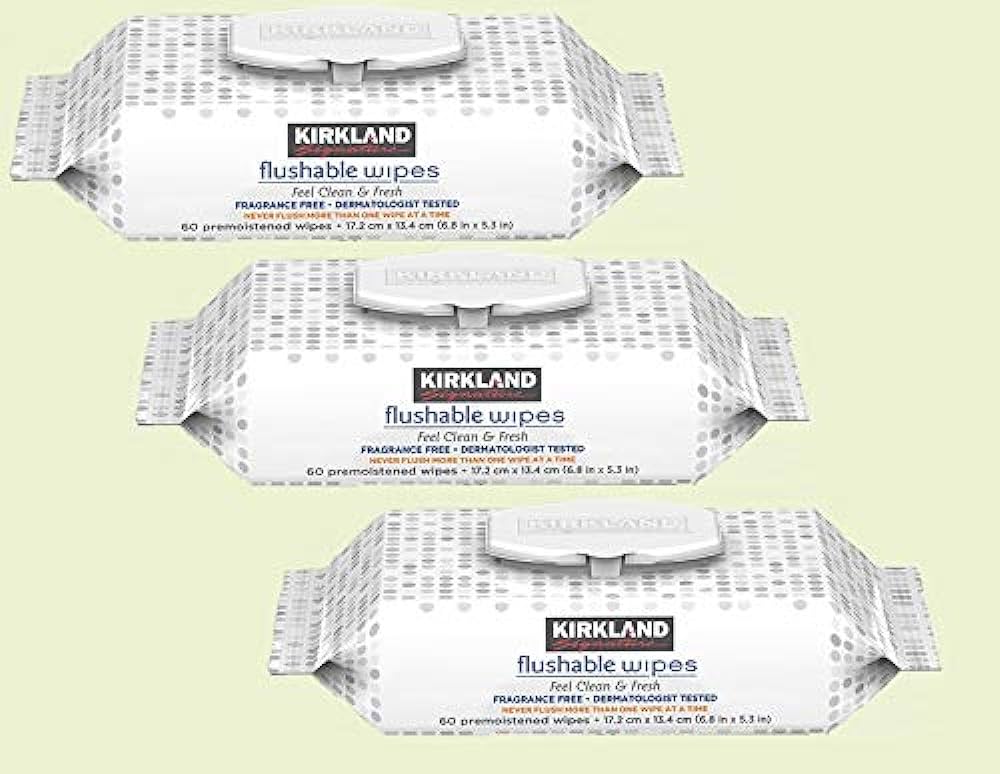 KIRKLAND
KIRKLAND
Signature
flushable wipes
Feel Clean & Fresh
FRAGRANCE FREE • DERMATOLOGIST TESTED
NEVER FLUSH MORE THAN ONE WIPE AT A TIME
60 premoistened wipes • 17.2 cm x 13.4 cm (6.8 in x 5.3 in)
KIRKLAND
KIRKLAND
Signature
flushable wipes
Feel Clean & Fresh
FRAGRANCE FREE • DERMATOLOGIST TESTED
NEVER FLUSH MORE THAN ONE WIPE AT A TIME
60 premoistened wipes • 17.2 cm x 13.4 cm (6.8 in x 5.3 in)
KIRKLAND
KIRKLAND
Signature
flushable wipes
Feel Clean & Fresh
FRAGRANCE FREE • DERMATOLOGIST TESTED
NEVER FLUSH MORE THAN ONE WIPE AT A TIME
60 premoistened wipes • 17.2 cm x 13.4 cm (6.8 in x 5.3 in)